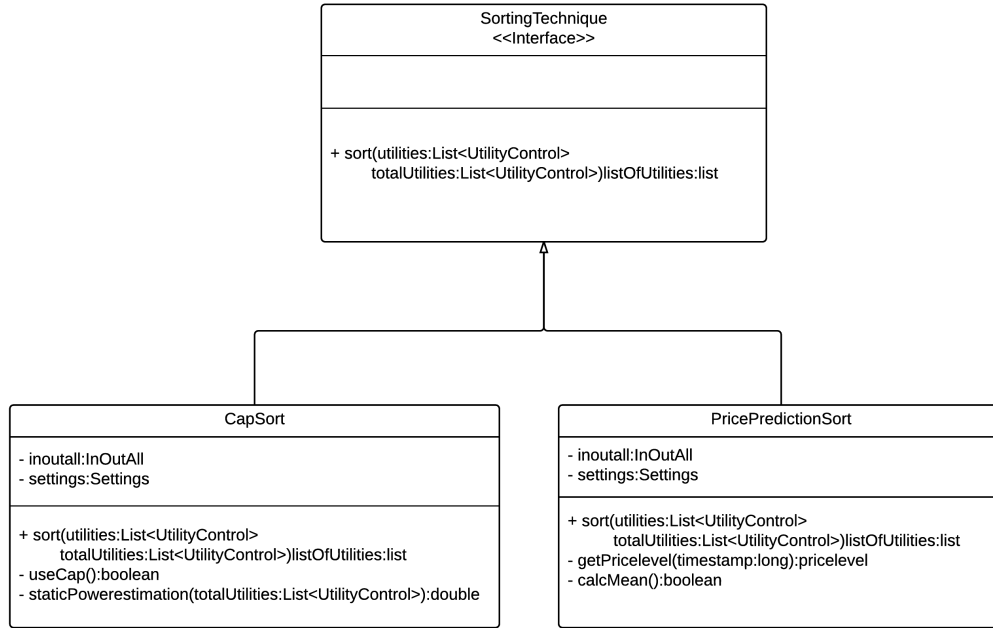 SortingTechnique
<<Interface>>
+ sort(utilities:List<UtilityControl>
totalUtilities:List<UtilityControl>)listOfUtilities:list
CapSort
- inoutall:InOutAll
- settings:Settings
+ sort(utilities:List<UtilityControl>
totalUtilities:List<UtilityControl>)listOfUtilities:list
- useCap():boolean
- staticPowerestimation(totalUtilities:List<UtilityControl>):double
PricePredictionSort
- inoutall:InOutAll
- settings:Settings
+ sort(utilities:List<UtilityControl>
totalUtilities:List<UtilityControl>)listOfUtilities:list
- getPricelevel(timestamp:long):pricelevel
- calcMean():boolean